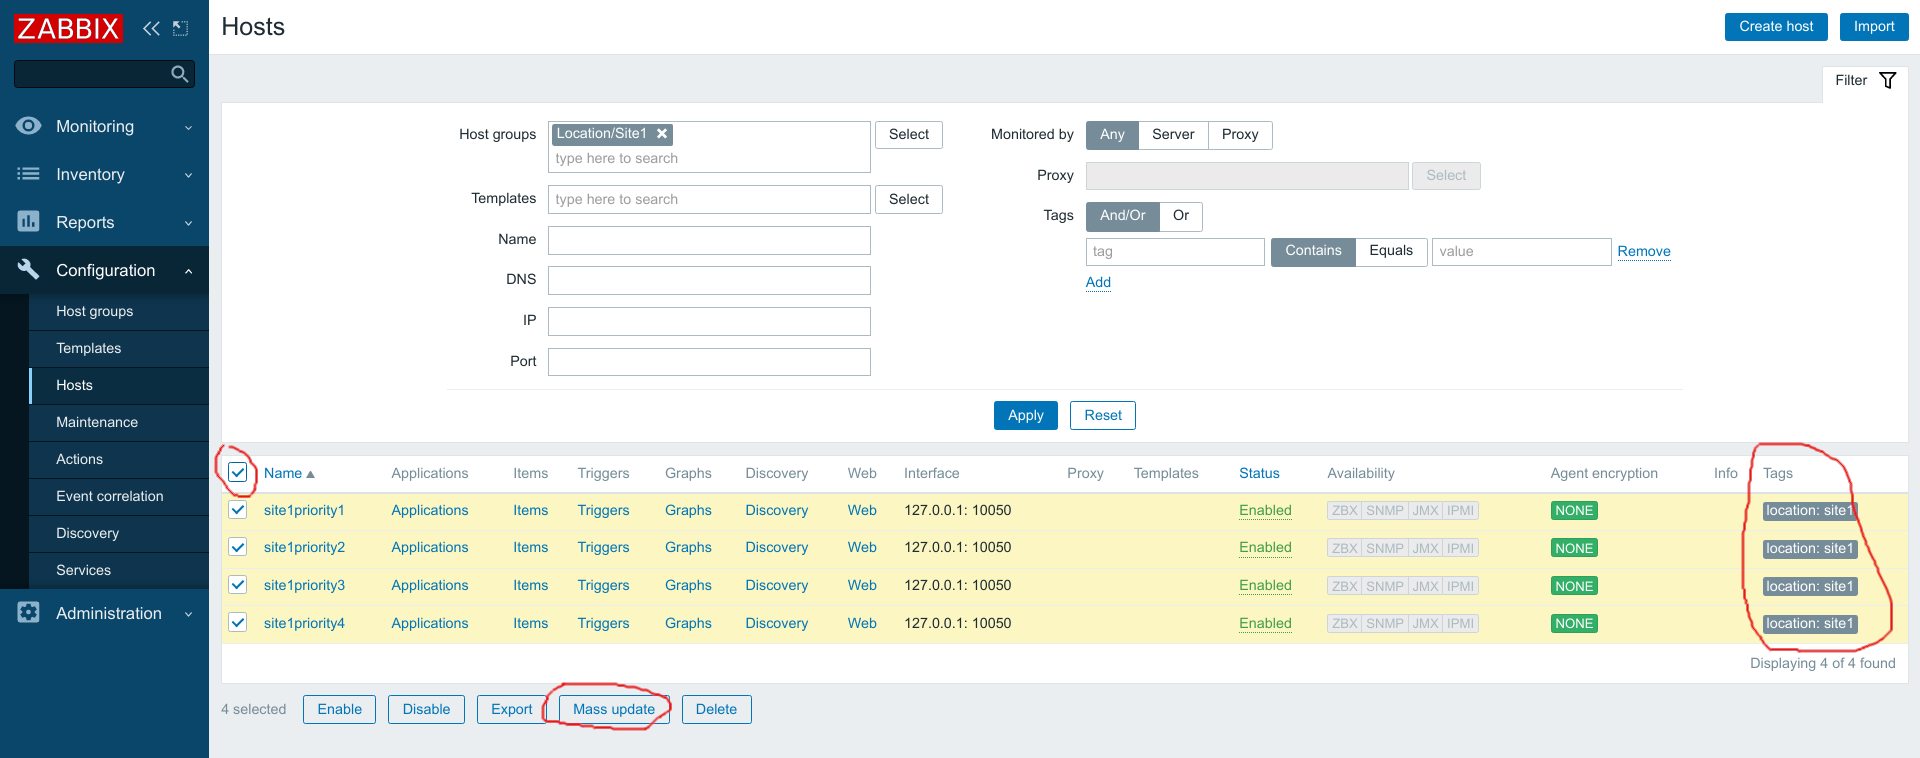 ZABBIX
Hosts
Create host Import
Filter
Monitoring
Inventory
Reports
Configuration
Host groups
Templates
Hosts
Maintenance
Actions
Event correlation
Discovery
Services
Administration
Host groups Location/Site1 Select
type here to search
Templates type here to search Select
Name
DNS
IP
Port
Monitored by Any Server Proxy
Proxy Select
Tags And/Or Or
tag Contains Equals value Remove
Add
Apply Reset
Name Applications Items Triggers Graphs Discovery Web Interface Proxy Templates Status Availability Agent encryption Info Tags
site1priority1 Applications Items Triggers Graphs Discovery Web 127.0.0.1: 10050 Enabled ZBX SNMP JMX IPMI NONE location: site1
site1priority2 Applications Items Triggers Graphs Discovery Web 127.0.0.1: 10050 Enabled ZBX SNMP JMX IPMI NONE location: site1
site1priority3 Applications Items Triggers Graphs Discovery Web 127.0.0.1: 10050 Enabled ZBX SNMP JMX IPMI NONE location: site1
site1priority4 Applications Items Triggers Graphs Discovery Web 127.0.0.1: 10050 Enabled ZBX SNMP JMX IPMI NONE location: site1
Displaying 4 of 4 found
4 selected Enable Disable Export Mass update Delete